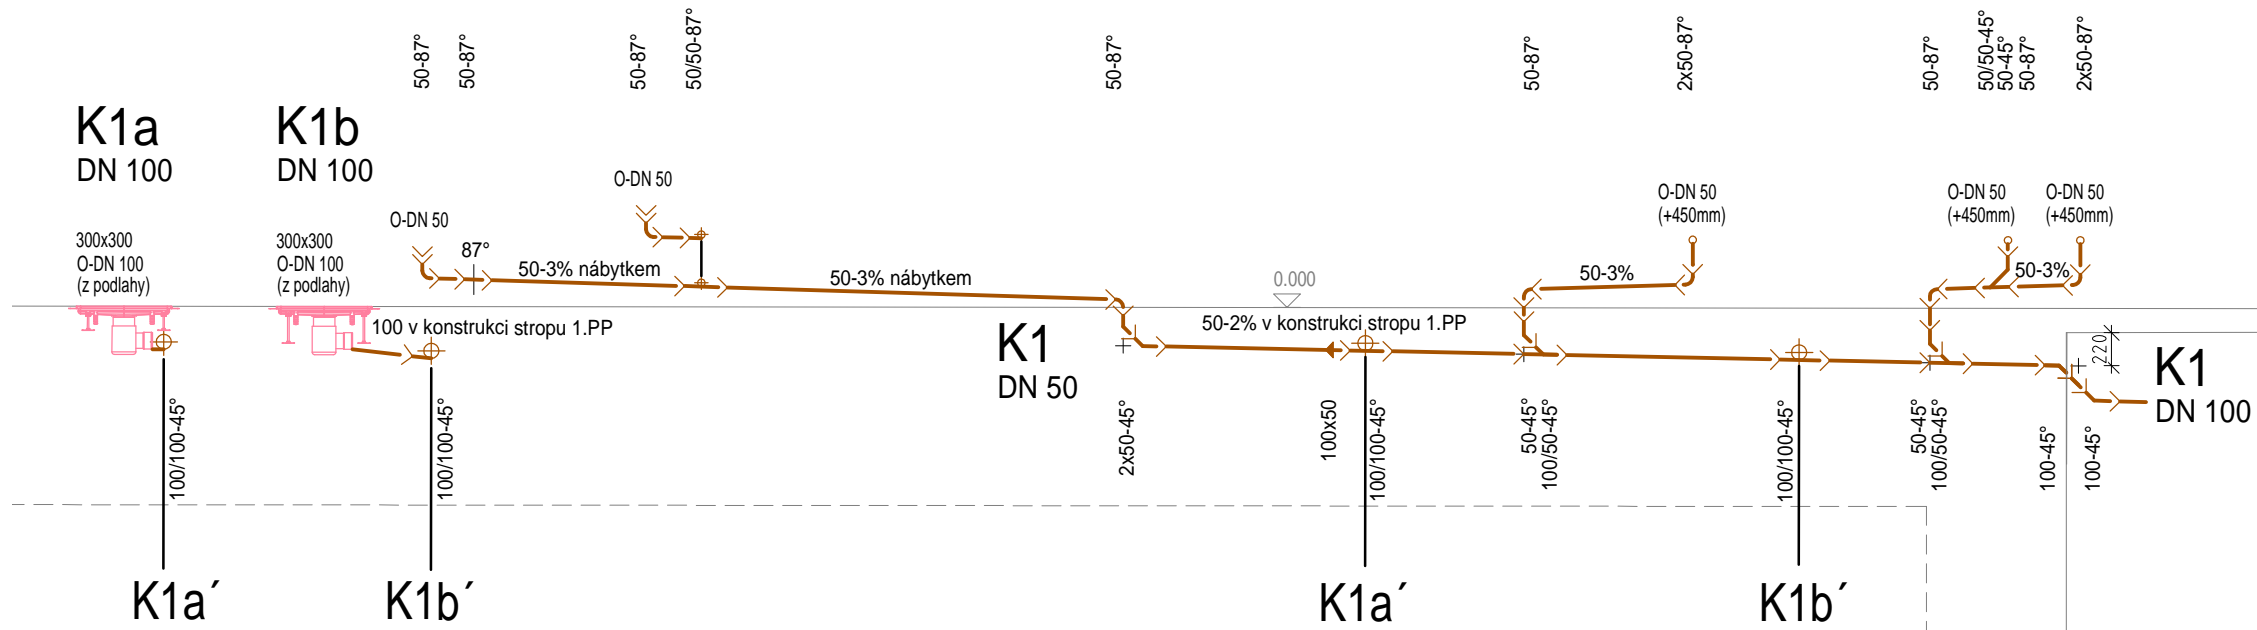 50-87°
50-87°
50-87°
50/50-87°
50-87°
50-87°
2x50-87°
50-87°
50/50-45°
50-45°
50-87°
2x50-87°
K1a
DN 100
K1b
DN 100
O-DN 50
O-DN 50
O-DN 50
(+450mm)
O-DN 50
(+450mm)
O-DN 50
(+450mm)
300x300
O-DN 100
(z podlahy)
300x300
O-DN 100
(z podlahy)
87°
50-3% nábytkem
50-3% nábytkem
0.000
50-3%
50-3%
100 v konstrukci stropu 1.PP
K1
DN 50
50-2% v konstrukci stropu 1.PP
220
K1
DN 100
100/100-45°
100/100-45°
2x50-45°
100x50
100/100-45°
50-45°
100/50-45°
100/100-45°
50-45°
100/50-45°
100-45°
100-45°
K1a´
K1b´
K1a´
K1b´